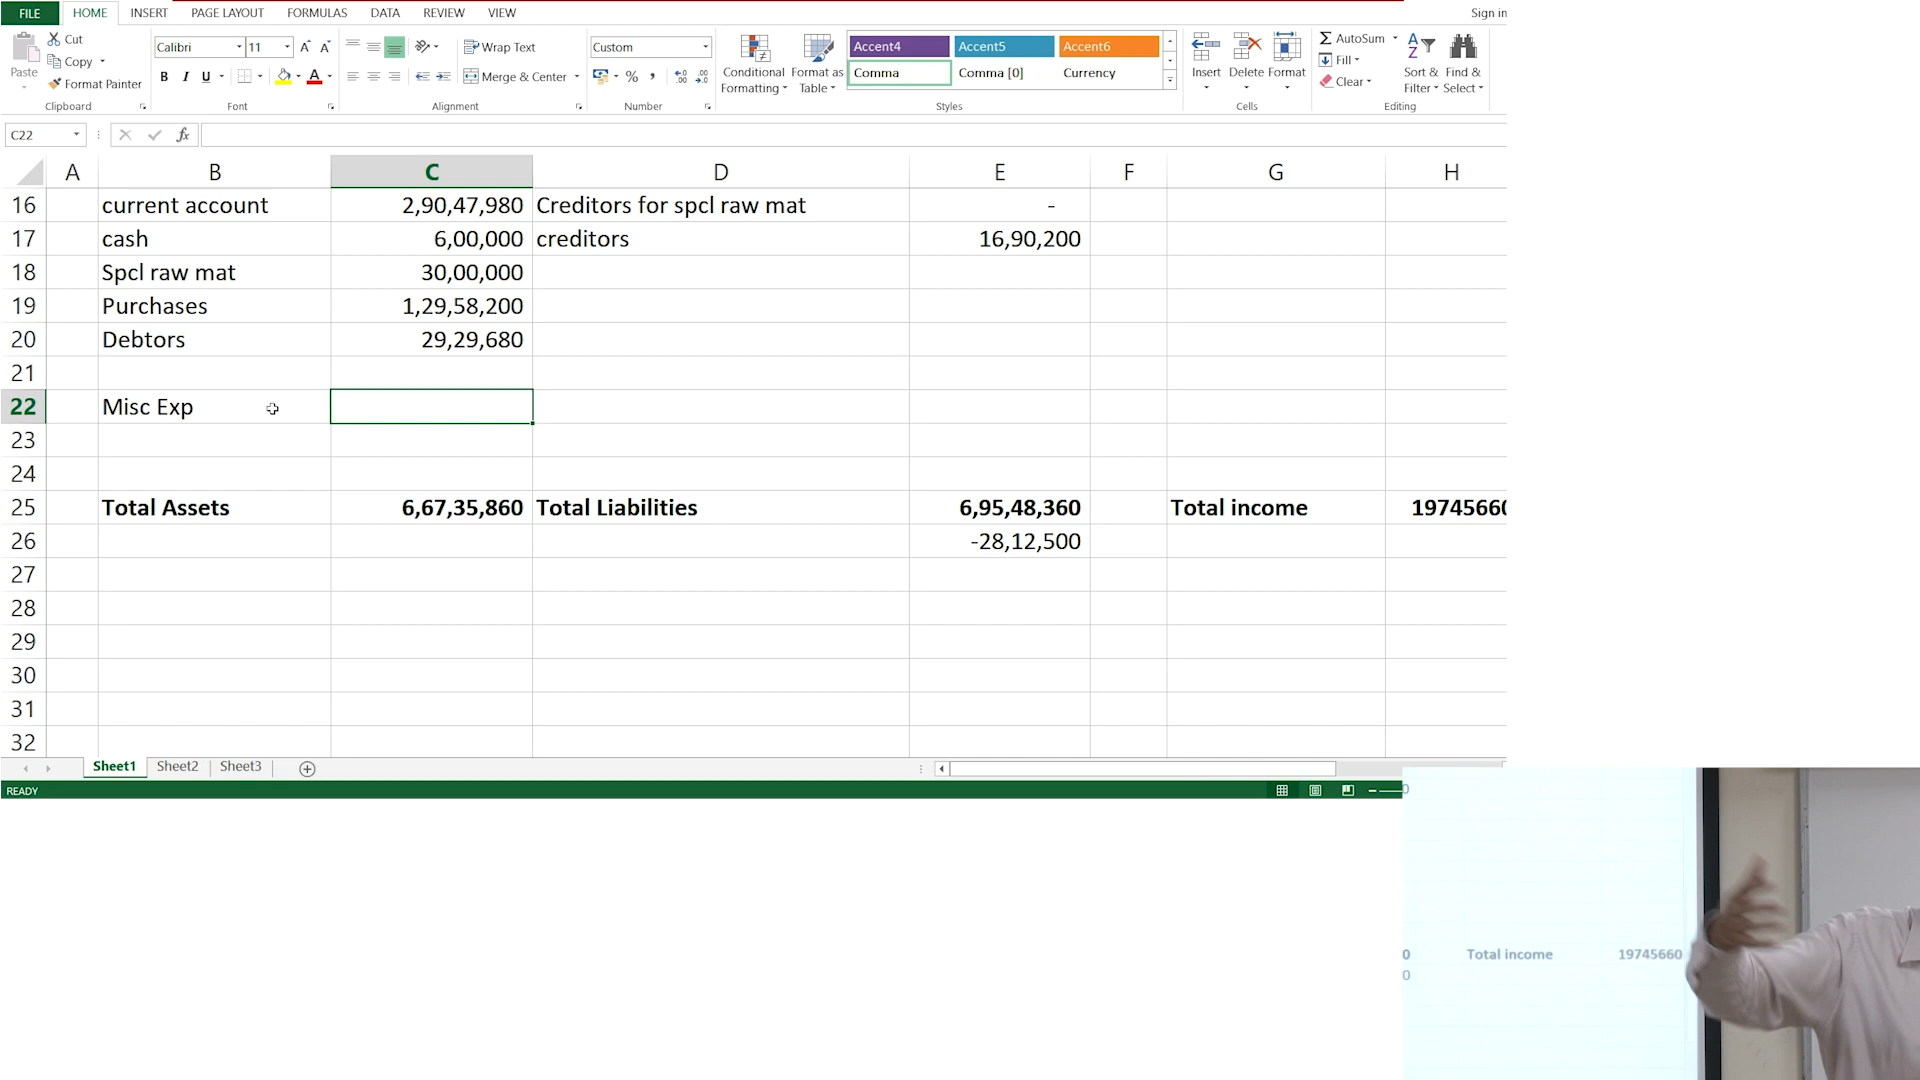 FILE HOME INSERT PAGE LAYOUT FORMULAS DATA REVIEW VIEW Sign in
Cut
Copy
Format Painter
Paste
Clipboard
Calibri 11
B I U A
Font
Wrap Text
Merge & Center
Alignment
Custom
%
Number
Conditional Formatting
Format as Table
Accent4 Accent5 Accent6
Comma Comma [0] Currency
Styles
Insert Delete Format
Cells
AutoSum
Fill
Clear
Sort & Filter
Find & Select
Editing
C22 fx
A B C D E F G H
16 current account 2,90,47,980 Creditors for spcl raw mat -
17 cash 6,00,000 creditors 16,90,200
18 Spcl raw mat 30,00,000
19 Purchases 1,29,58,200
20 Debtors 29,29,680
21
22 Misc Exp
23
24
25 Total Assets 6,67,35,860 Total Liabilities 6,95,48,360 Total income 19745660
26 -28,12,500
27
28
29
30
31
32
Sheet1 Sheet2 Sheet3
READY
0
0 Total income 19745660
0